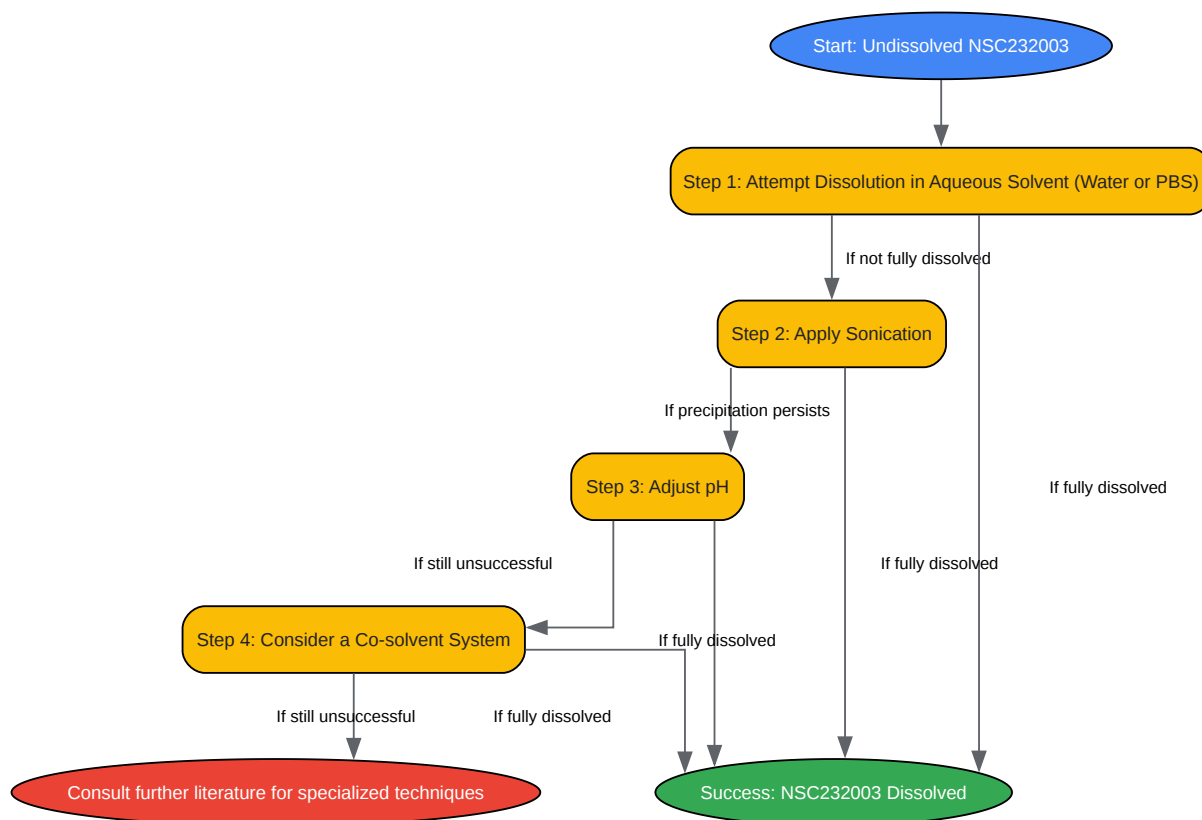 Start: Undissolved NSC232003
Step 1: Attempt Dissolution in Aqueous Solvent (Water or PBS)
If not fully dissolved
Step 2: Apply Sonication
If precipitation persists
Step 3: Adjust pH
If fully dissolved
If still unsuccessful
If fully dissolved
Step 4: Consider a Co-solvent System
If fully dissolved
If still unsuccessful
If fully dissolved
Consult further literature for specialized techniques
Success: NSC232003 Dissolved